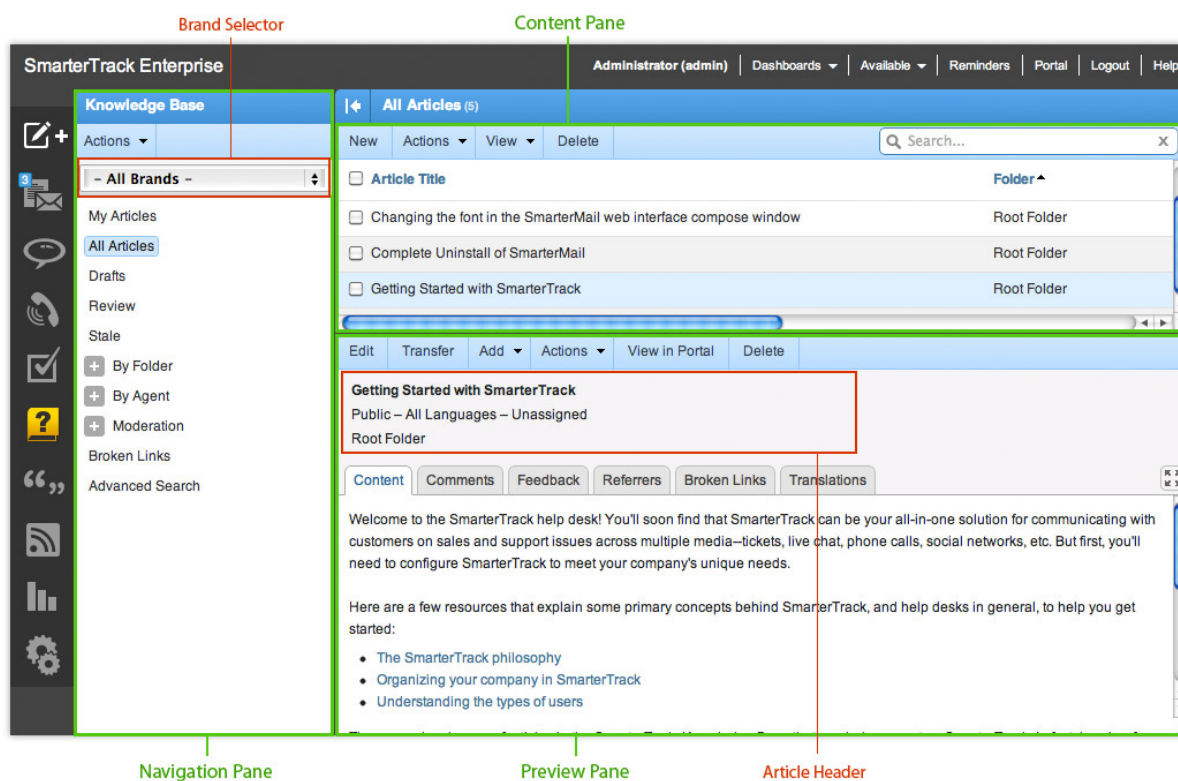 Brand Selector
Content Pane
SmarterTrack Enterprise
Administrator (admin)
Dashboards
Available
Reminders
Portal
Logout
Help
Knowledge Base
All Articles (5)
Actions
New
Actions
View
Delete
Search...
x
– All Brands –
Article Title
Folder
3
My Articles
Changing the font in the SmarterMail web interface compose window
Root Folder
All Articles
Complete Uninstall of SmarterMail
Root Folder
Drafts
Getting Started with SmarterTrack
Root Folder
Review
Stale
By Folder
By Agent
Moderation
Broken Links
Advanced Search
Edit
Transfer
Add
Actions
View in Portal
Delete
Getting Started with SmarterTrack
Public – All Languages – Unassigned
Root Folder
Content
Comments
Feedback
Referrers
Broken Links
Translations
Welcome to the SmarterTrack help desk! You'll soon find that SmarterTrack can be your all-in-one solution for communicating with
customers on sales and support issues across multiple media--tickets, live chat, phone calls, social networks, etc. But first, you'll
need to configure SmarterTrack to meet your company's unique needs.
Here are a few resources that explain some primary concepts behind SmarterTrack, and help desks in general, to help you get
started:
• The SmarterTrack philosophy
• Organizing your company in SmarterTrack
• Understanding the types of users
Navigation Pane
Preview Pane
Article Header